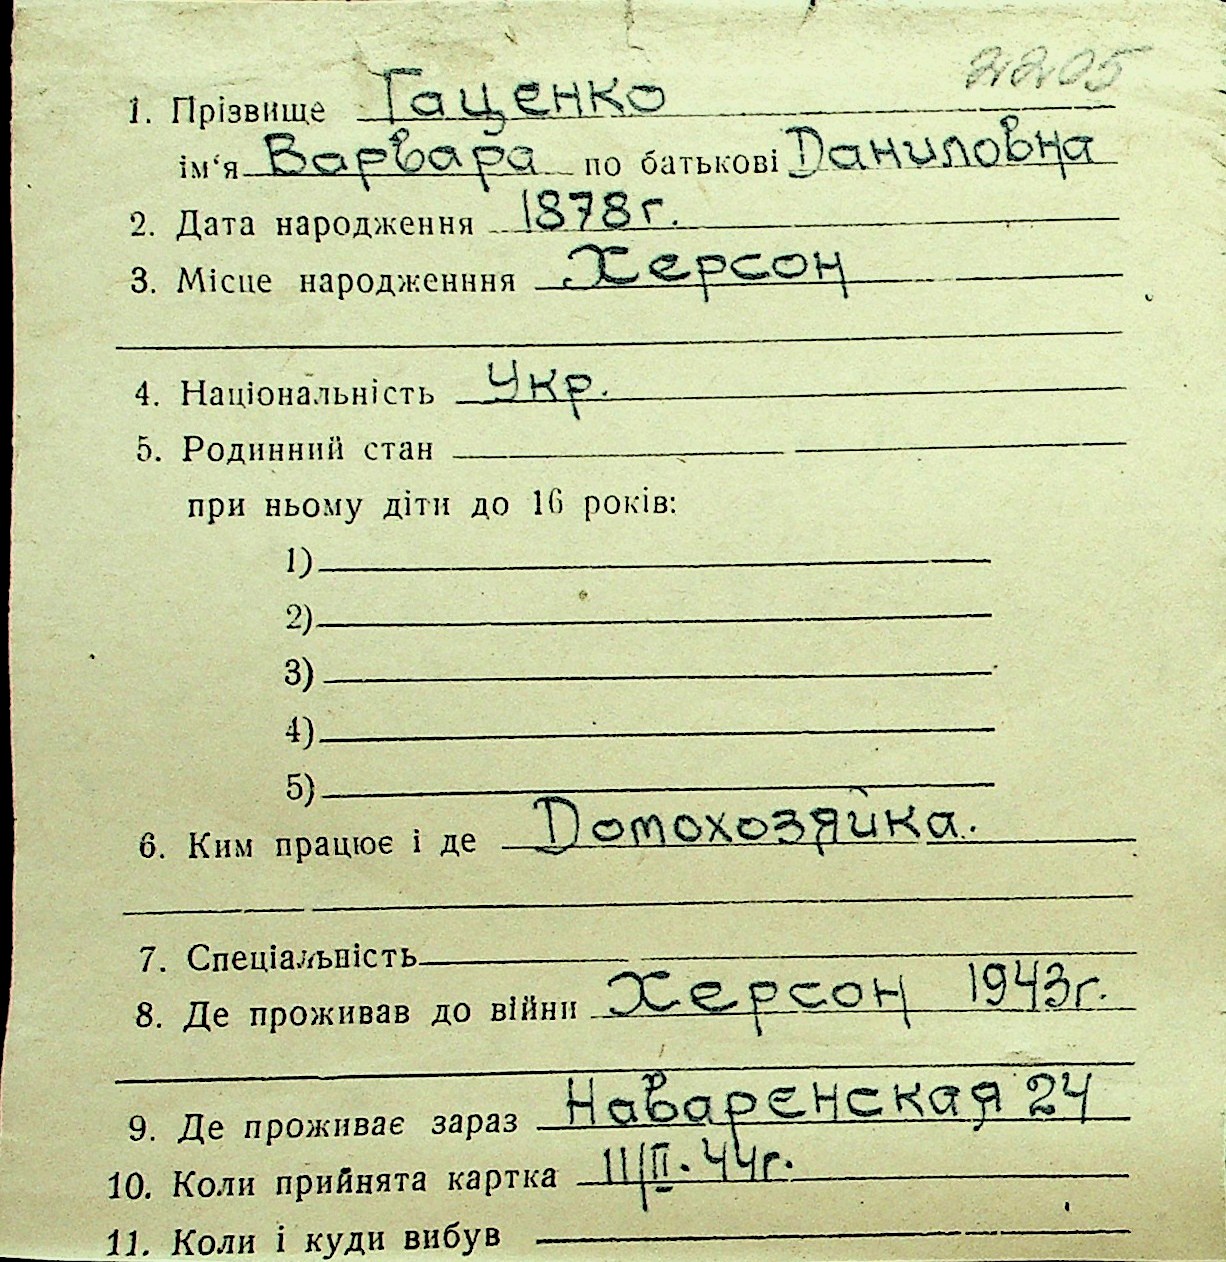 2205
1. Прізвище Гаценко
ім'я Варвара по батькові Даниловна
2. Дата народження 1878г.
3. Місце народженння Херсон
4. Національність Укр.
5. Родинний стан
при ньому діти до 16 років:
1)
2)
3)
4)
5)
6. Ким працює і де Домохозяйка.
7. Спеціальність
8. Де проживав до війни Херсон 1943г.
9. Де проживає зараз Наваренская 24
10. Коли прийнята картка 11/II. 44г.
11. Коли і куди вибув